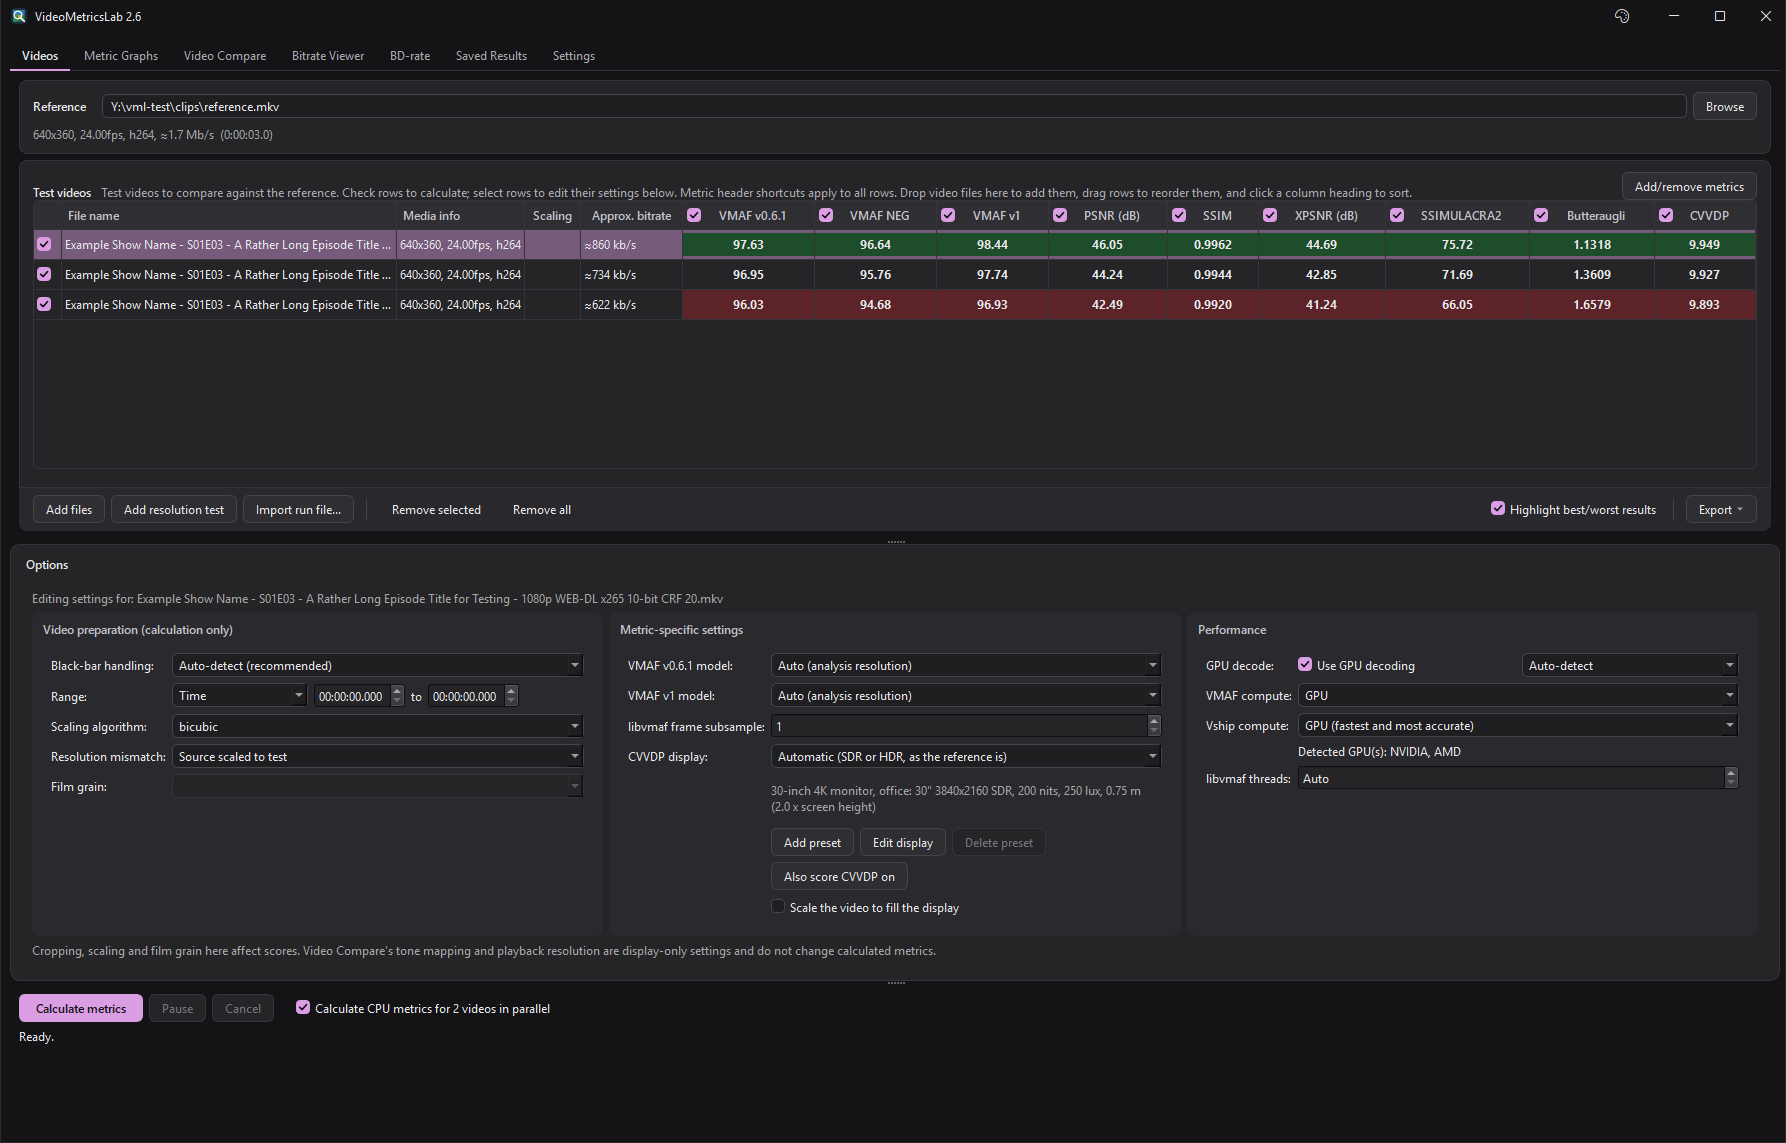 VideoMetricsLab 2.6
Videos Metric Graphs Video Compare Bitrate Viewer BD-rate Saved Results Settings
Reference Y:\vml-test\clips\reference.mkv Browse
640x360, 24.00fps, h264, ≈1.7 Mb/s (0:00:03.0)
Test videos Test videos to compare against the reference. Check rows to calculate; select rows to edit their settings below. Metric header shortcuts apply to all rows. Drop video files here to add them, drag rows to reorder them, and click a column heading to sort. Add/remove metrics
File name Media info Scaling Approx. bitrate VMAF v0.6.1 VMAF NEG VMAF v1 PSNR (dB) SSIM XPSNR (dB) SSIMULACRA2 Butteraugli CVVDP
Example Show Name - S01E03 - A Rather Long Episode Title ... 640x360, 24.00fps, h264 ≈860 kb/s 97.63 96.64 98.44 46.05 0.9962 44.69 75.72 1.1318 9.949
Example Show Name - S01E03 - A Rather Long Episode Title ... 640x360, 24.00fps, h264 ≈734 kb/s 96.95 95.76 97.74 44.24 0.9944 42.85 71.69 1.3609 9.927
Example Show Name - S01E03 - A Rather Long Episode Title ... 640x360, 24.00fps, h264 ≈622 kb/s 96.03 94.68 96.93 42.49 0.9920 41.24 66.05 1.6579 9.893
Add files Add resolution test Import run file... Remove selected Remove all Highlight best/worst results Export
Options
Editing settings for: Example Show Name - S01E03 - A Rather Long Episode Title for Testing - 1080p WEB-DL x265 10-bit CRF 20.mkv
Video preparation (calculation only)
Black-bar handling: Auto-detect (recommended)
Range: Time 00:00:00.000 to 00:00:00.000
Scaling algorithm: bicubic
Resolution mismatch: Source scaled to test
Film grain:
Metric-specific settings
VMAF v0.6.1 model: Auto (analysis resolution)
VMAF v1 model: Auto (analysis resolution)
libvmaf frame subsample: 1
CVVDP display: Automatic (SDR or HDR, as the reference is)
30-inch 4K monitor, office: 30" 3840x2160 SDR, 200 nits, 250 lux, 0.75 m
(2.0 x screen height)
Add preset Edit display Delete preset
Also score CVVDP on
Scale the video to fill the display
Performance
GPU decode: Use GPU decoding Auto-detect
VMAF compute: GPU
Vship compute: GPU (fastest and most accurate)
Detected GPU(s): NVIDIA, AMD
libvmaf threads: Auto
Cropping, scaling and film grain here affect scores. Video Compare's tone mapping and playback resolution are display-only settings and do not change calculated metrics.
Calculate metrics Pause Cancel Calculate CPU metrics for 2 videos in parallel
Ready.